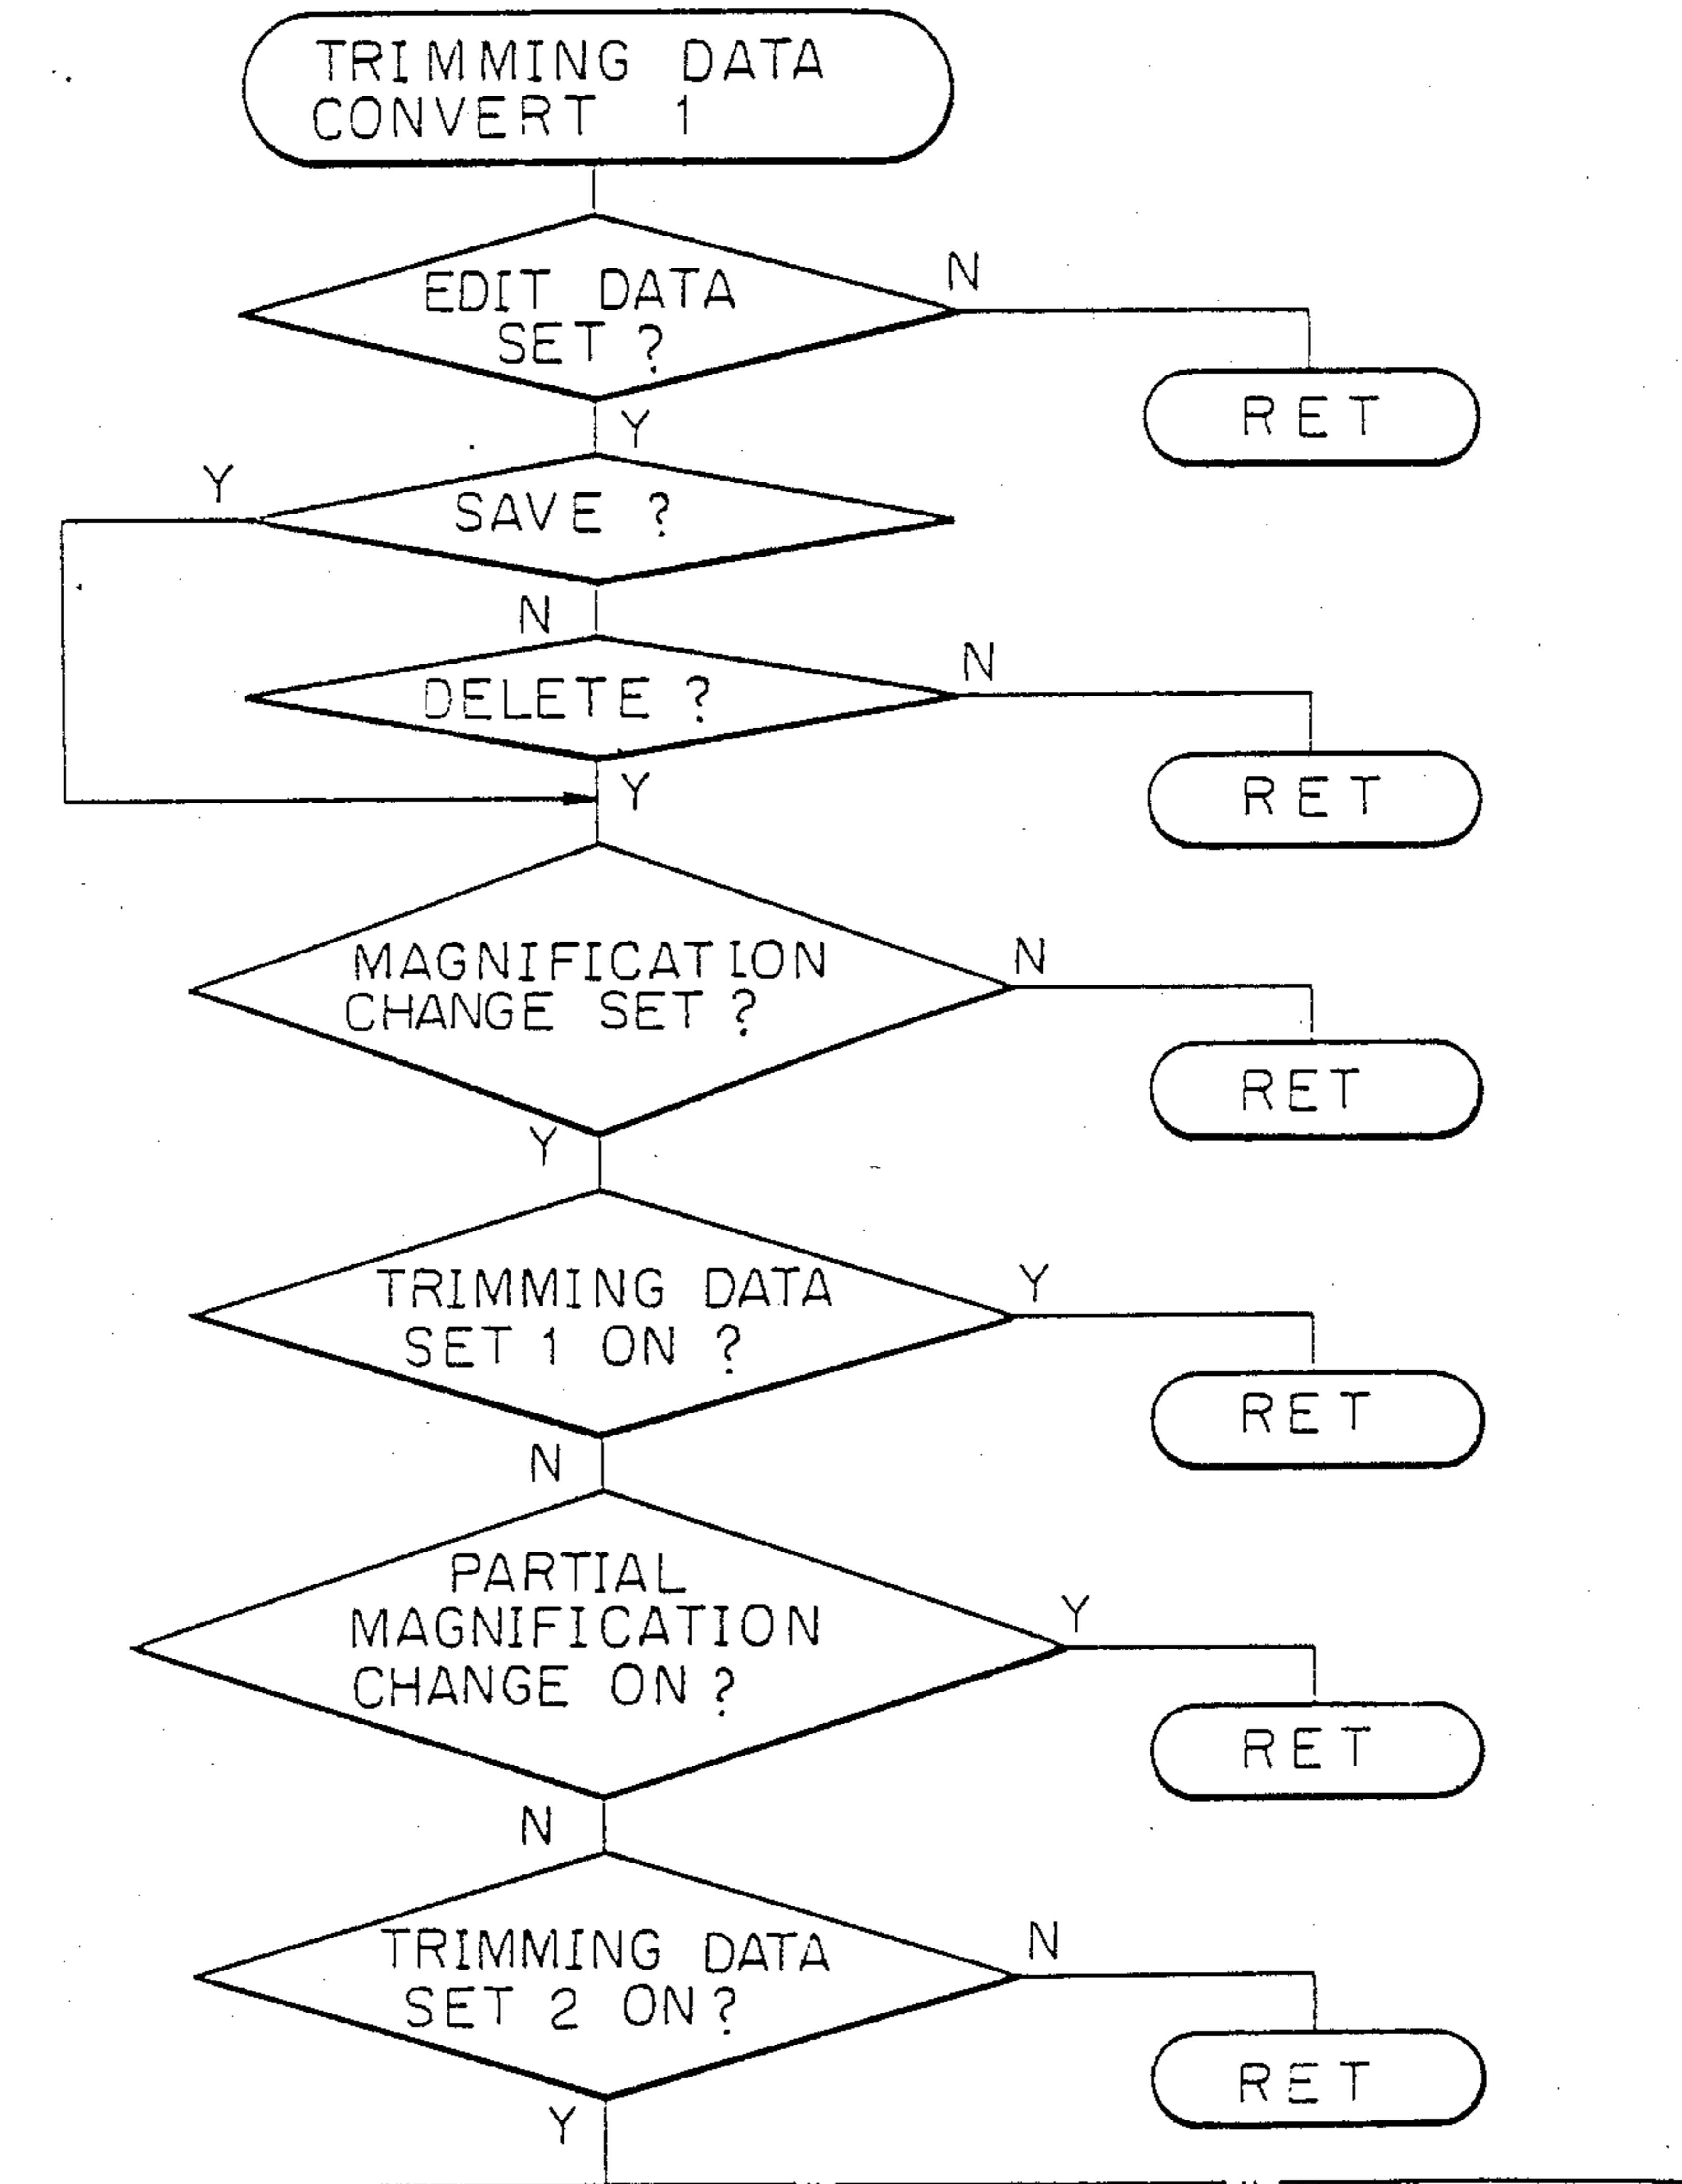 TRIMMING DATA
CONVERT 1
EDIT DATA
SET ?
N
RET
Y
Y
SAVE ?
N
DELETE ?
N
RET
Y
MAGNIFICATION
CHANGE SET ?
N
RET
Y
TRIMMING DATA
SET 1 ON ?
Y
RET
N
PARTIAL
MAGNIFICATION
CHANGE ON ?
Y
RET
N
TRIMMING DATA
SET 2 ON ?
N
RET
Y